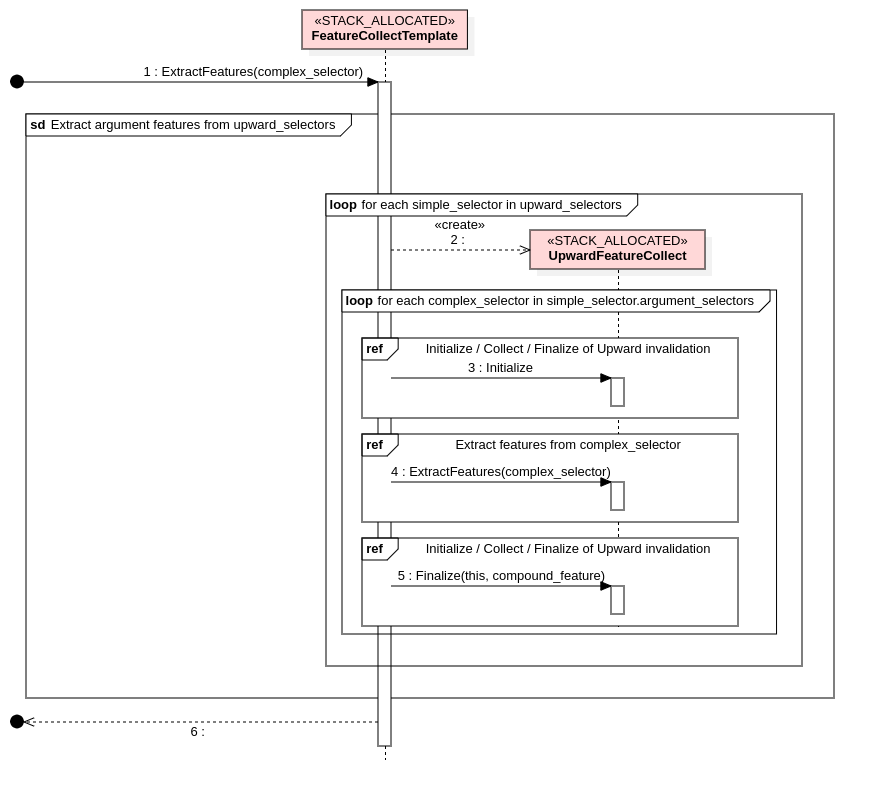 «STACK_ALLOCATED»
FeatureCollectTemplate
1 : ExtractFeatures(complex_selector)
sd Extract argument features from upward_selectors
loop for each simple_selector in upward_selectors
«create»
2 :
«STACK_ALLOCATED»
UpwardFeatureCollect
loop for each complex_selector in simple_selector.argument_selectors
ref Initialize / Collect / Finalize of Upward invalidation
3 : Initialize
ref Extract features from complex_selector
4 : ExtractFeatures(complex_selector)
ref Initialize / Collect / Finalize of Upward invalidation
5 : Finalize(this, compound_feature)
6 :